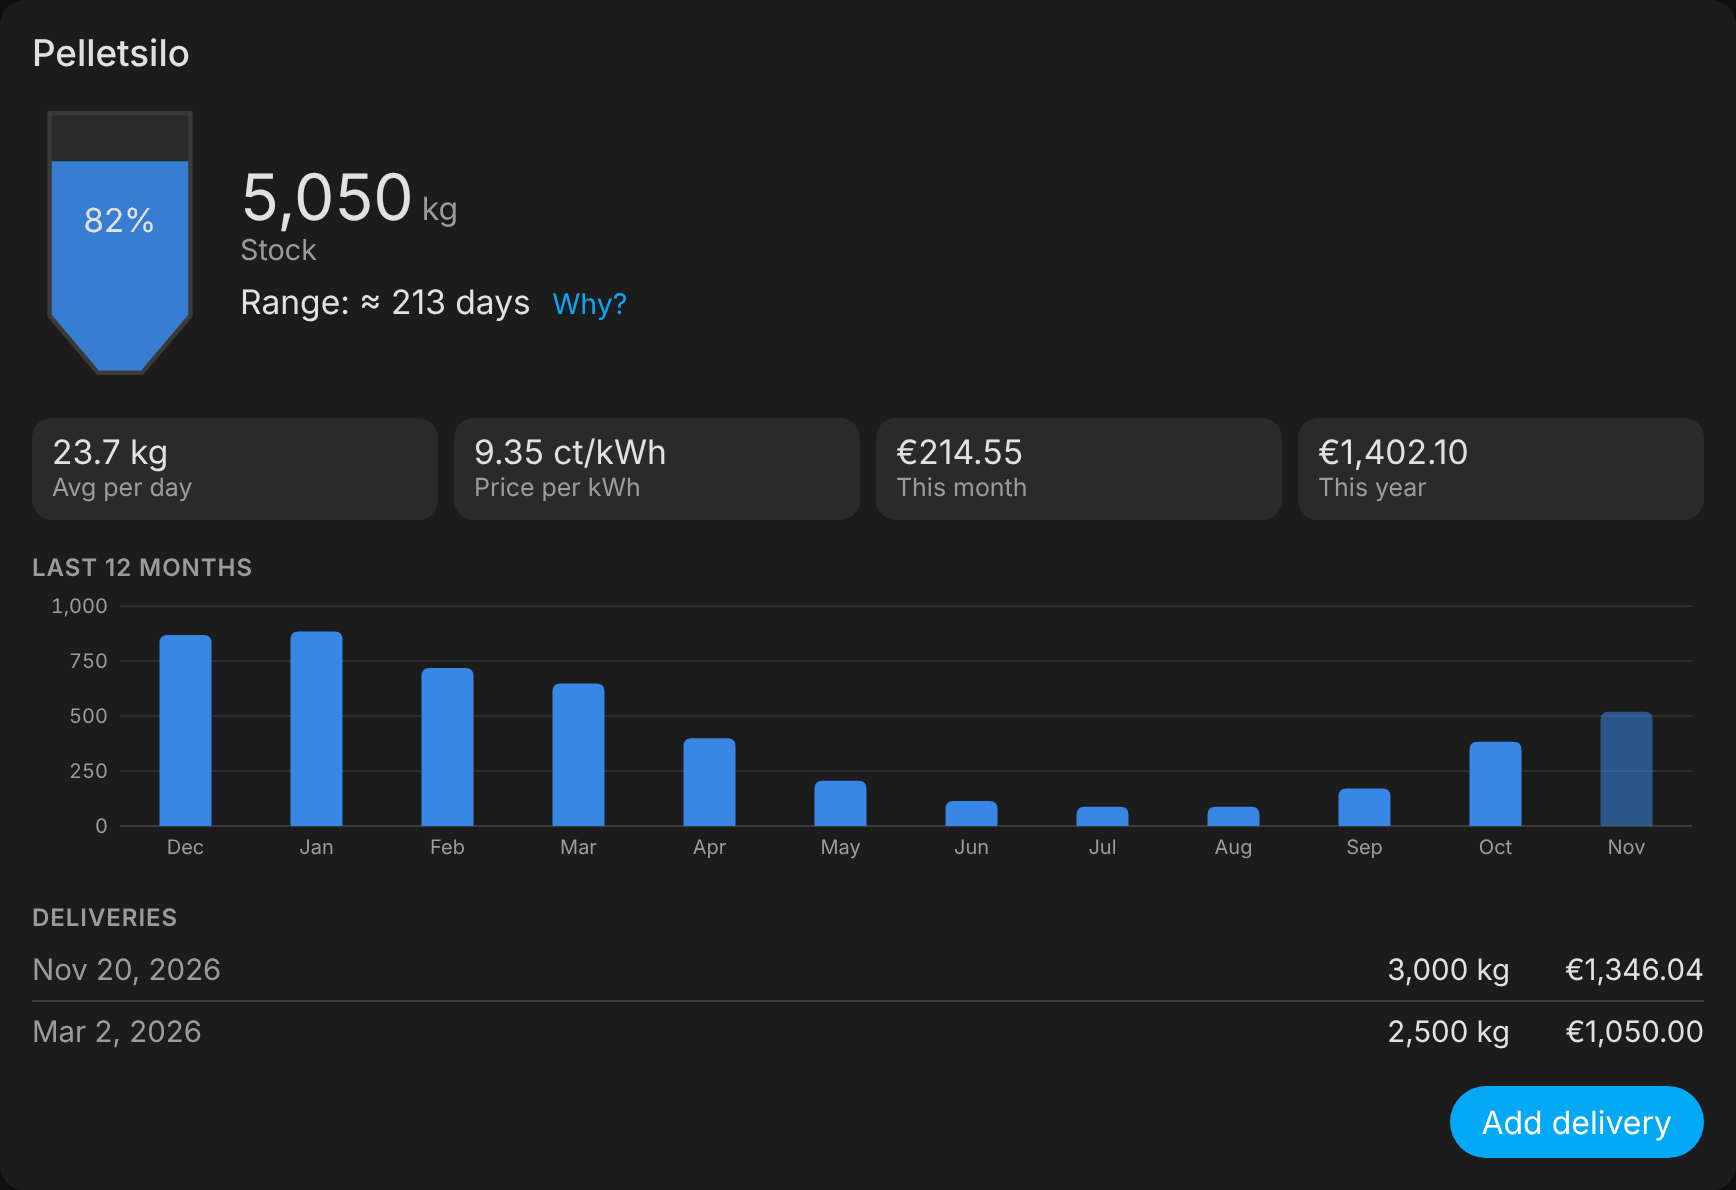 Pelletsilo
82%
5,050 kg
Stock
Range: ≈ 213 days Why?
23.7 kg
Avg per day
9.35 ct/kWh
Price per kWh
€214.55
This month
€1,402.10
This year
LAST 12 MONTHS
1,000
750
500
250
0
Dec Jan Feb Mar Apr May Jun Jul Aug Sep Oct Nov
DELIVERIES
Nov 20, 2026 3,000 kg €1,346.04
Mar 2, 2026 2,500 kg €1,050.00
Add delivery